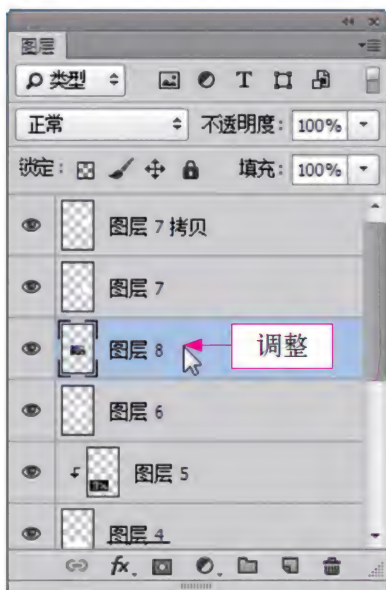 图层
类型
T
正常 不透明度: 100%
锁定: 填充: 100%
图层 7 拷贝
图层 7
图层 8 调整
图层 6
图层 5
图层 4
fx.